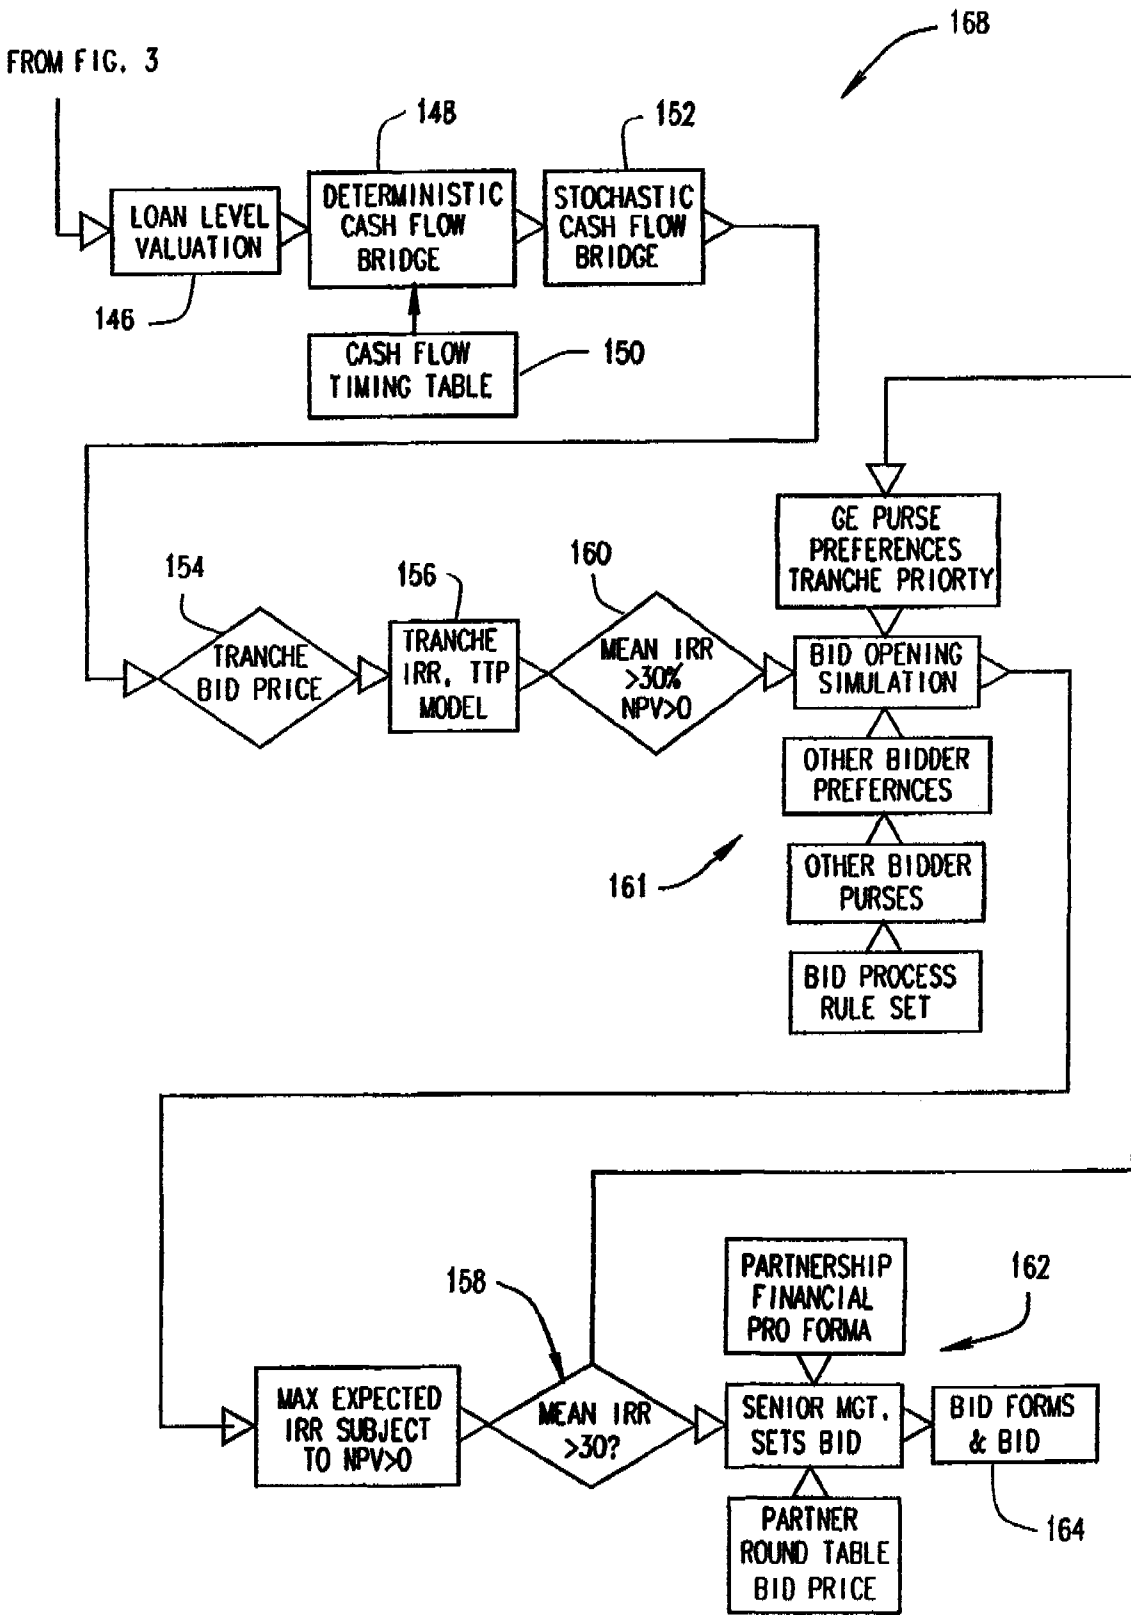 168
FROM FIG. 3
148
152
LOAN LEVEL
VALUATION
DETERMINISTIC
CASH FLOW
BRIDGE
STOCHASTIC
CASH FLOW
BRIDGE
146
CASH FLOW
TIMING TABLE
150
GE PURSE
PREFERENCES
TRANCHE PRIORTY
154
156
160
TRANCHE
BID PRICE
TRANCHE
IRR, TTP
MODEL
MEAN IRR
>30%
NPV>0
BID OPENING
SIMULATION
OTHER BIDDER
PREFERNCES
161
OTHER BIDDER
PURSES
BID PROCESS
RULE SET
158
PARTNERSHIP
FINANCIAL
PRO FORMA
162
MAX EXPECTED
IRR SUBJECT
TO NPV>0
MEAN IRR
>30?
SENIOR MGT.
SETS BID
BID FORMS
& BID
PARTNER
ROUND TABLE
BID PRICE
164